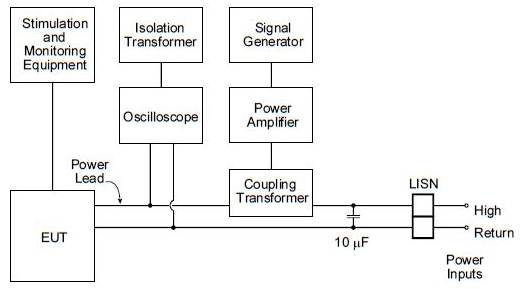 Stimulation
and
Monitoring
Equipment
Isolation
Transformer
Signal
Generator
Oscilloscope
Power
Amplifier
Power
Lead
Coupling
Transformer
LISN
High
Return
EUT
10 µF
Power
Inputs